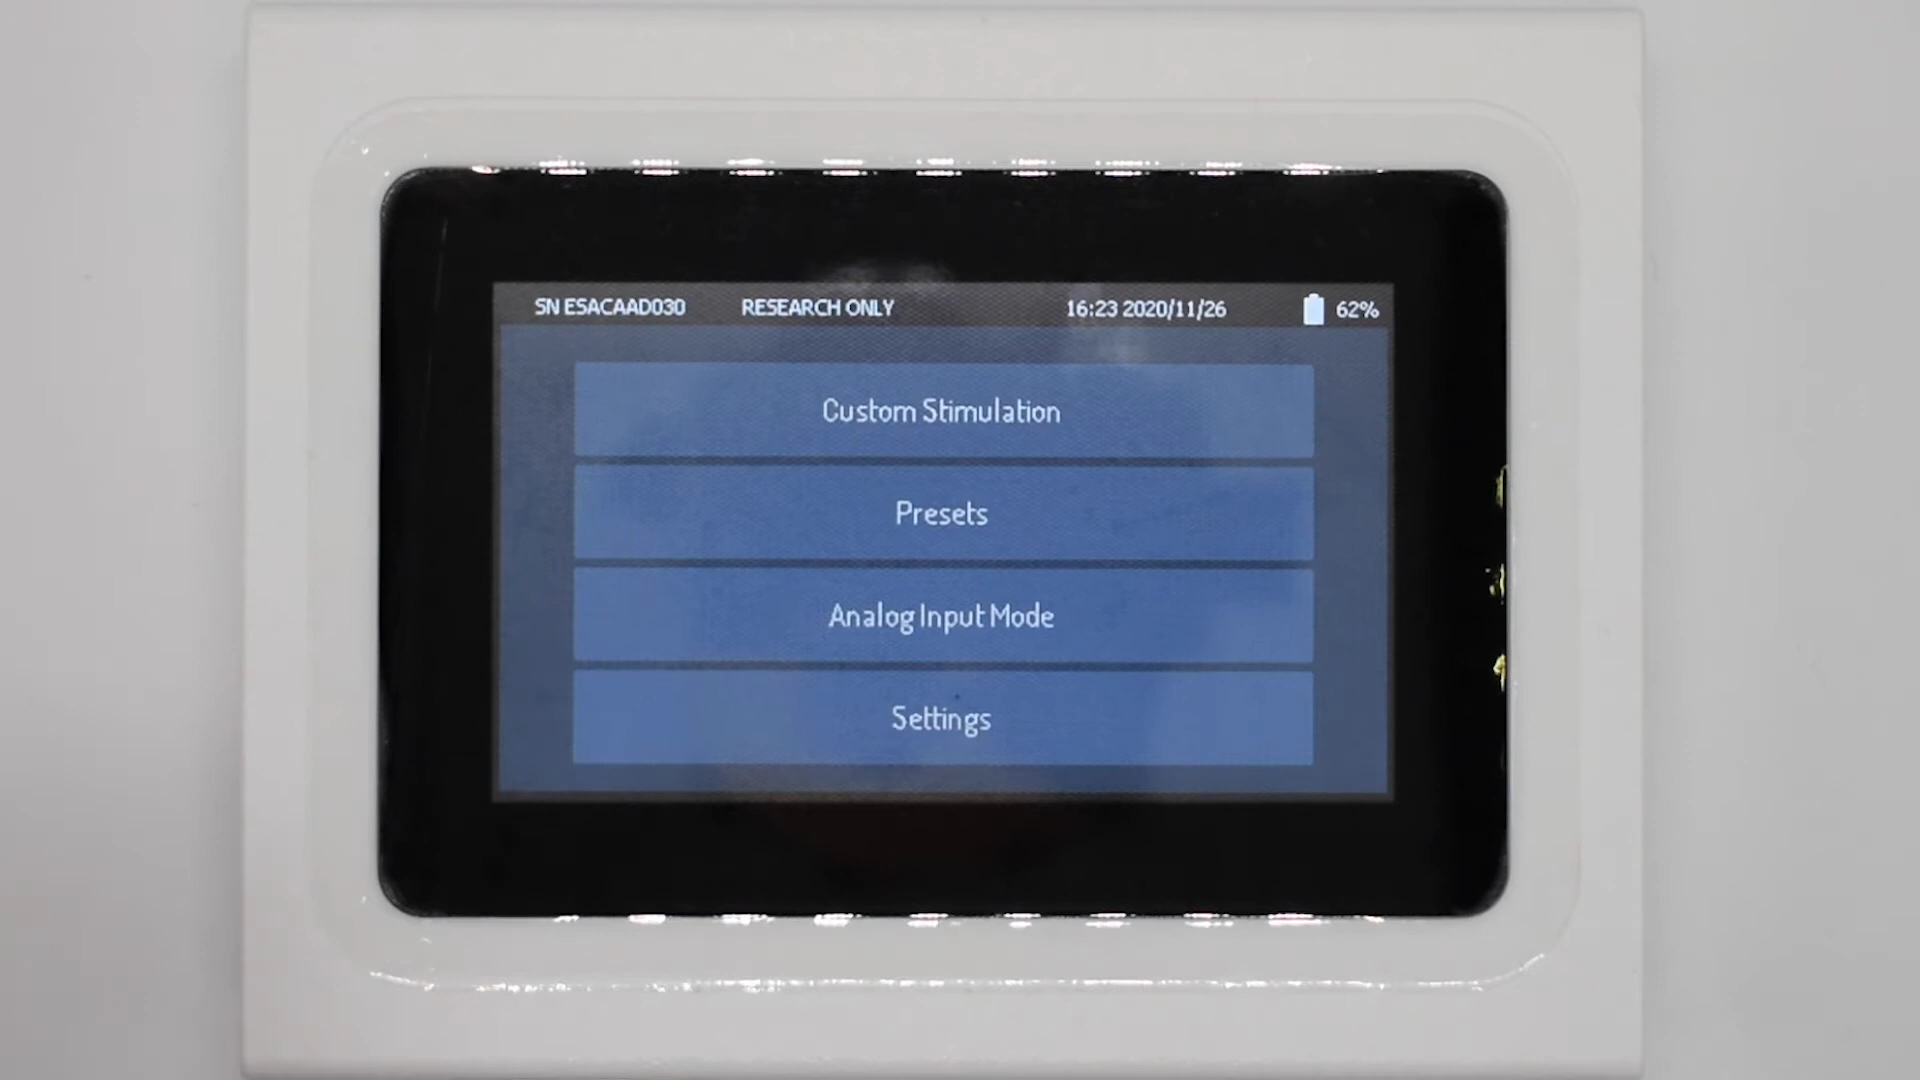 SN ESACAAD030 RESEARCH ONLY 16:23 2020/11/26 62%
Custom Stimulation
Presets
Analog Input Mode
Settings